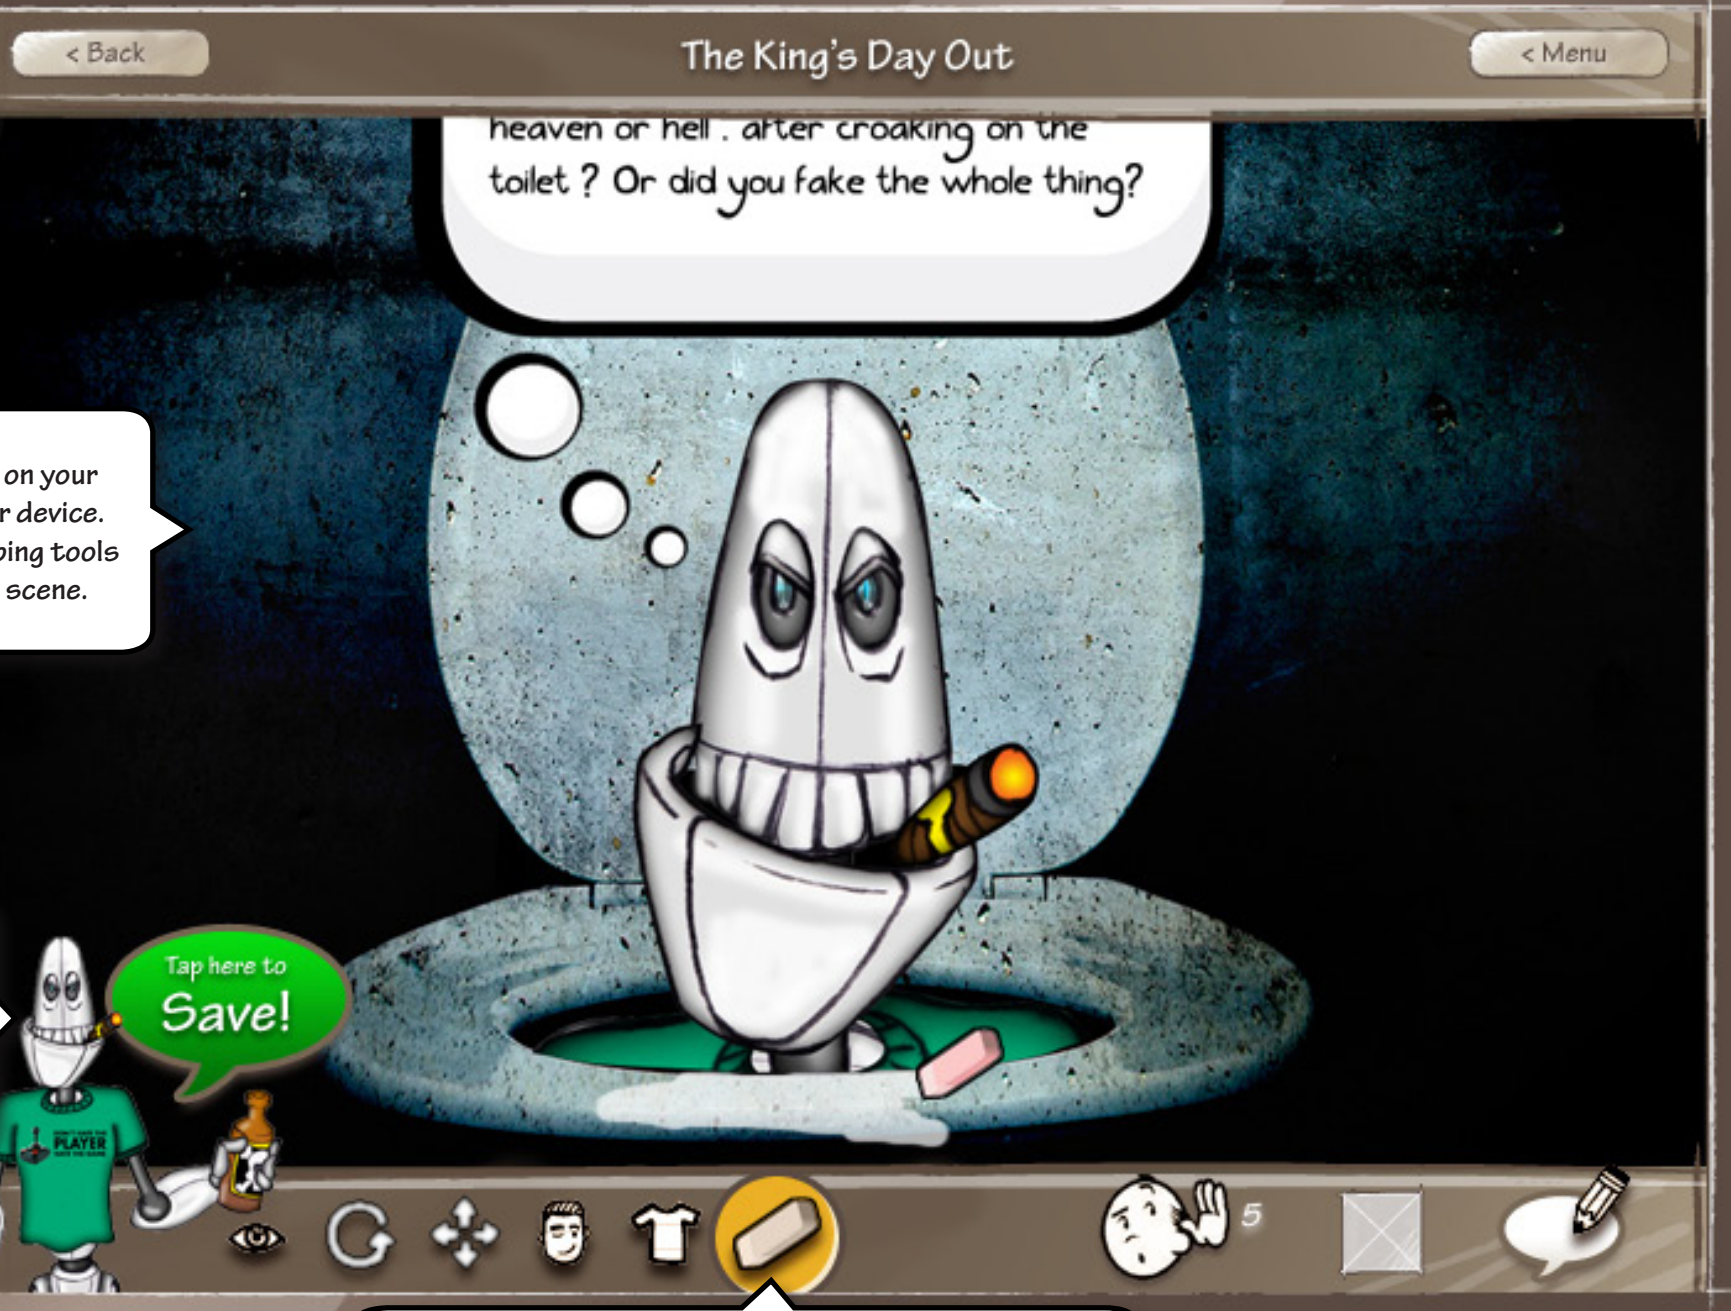 < Back
The King's Day Out
< Menu
heaven or hell . after croaking on the
toilet ? Or did you fake the whole thing?
on your
r device.
ping tools
scene.
Tap here to
Save!
PLAYER
5